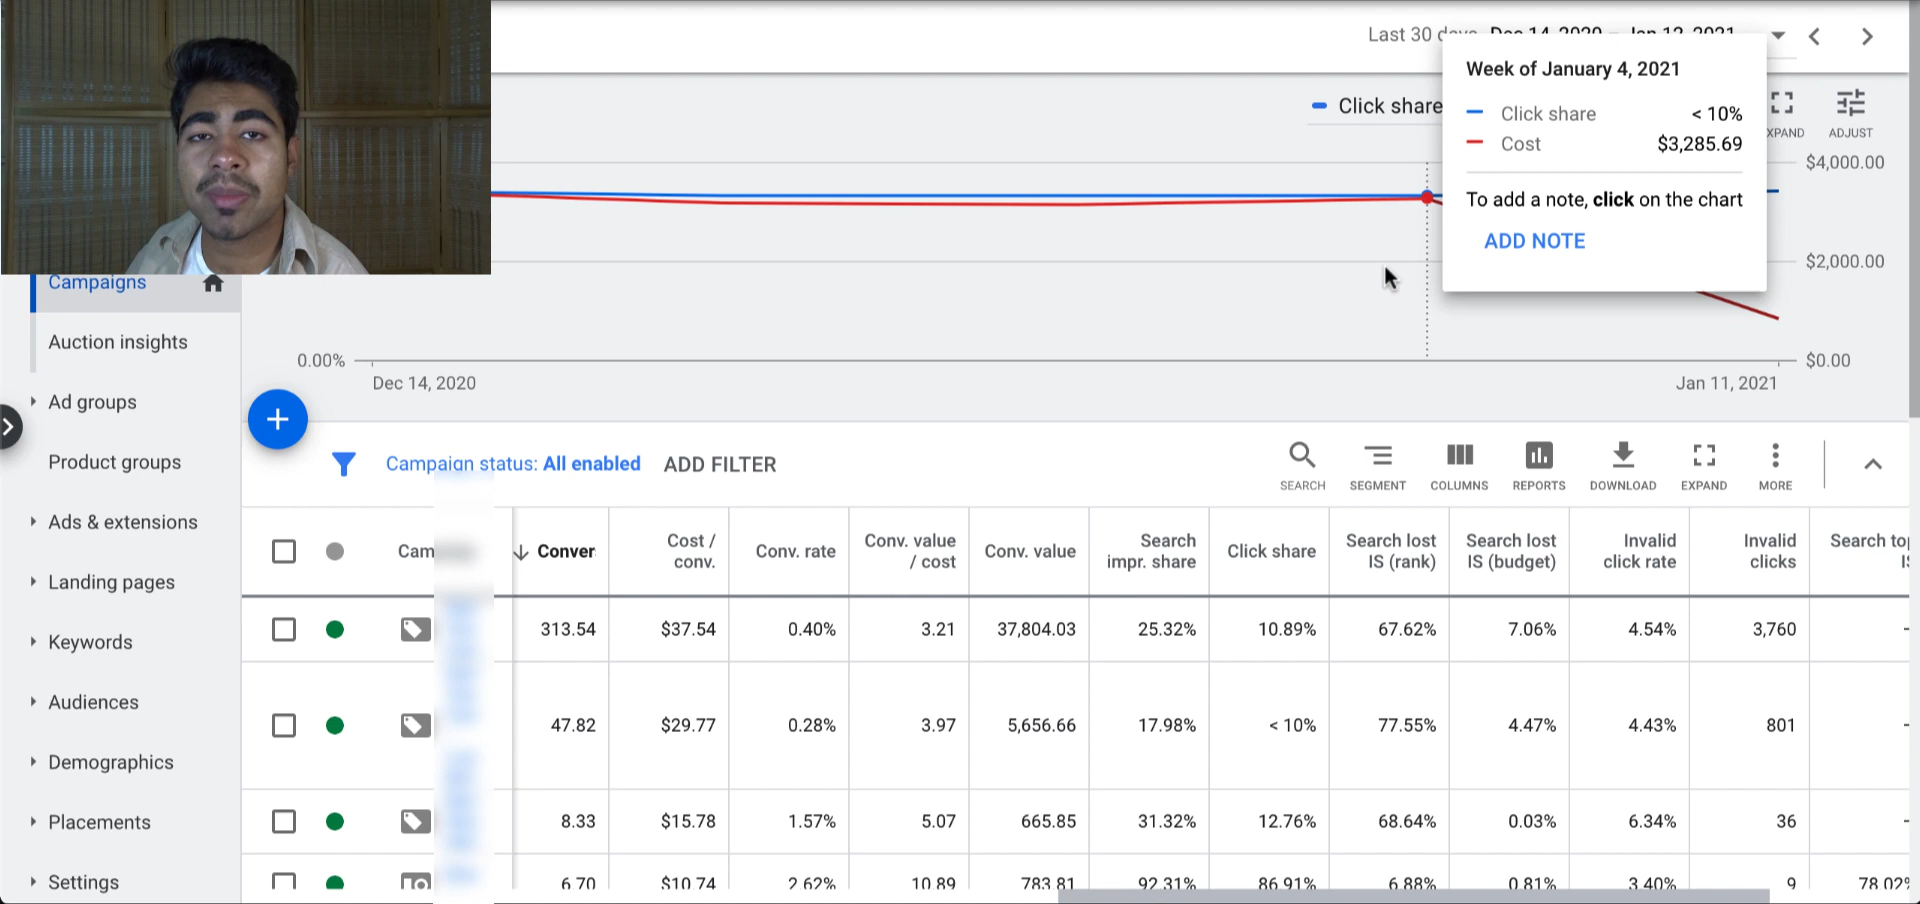 Last 30 days Dec 14, 2020 – Jan 12, 2021
Click share
Week of January 4, 2021
Click share < 10%
Cost $3,285.69
To add a note, click on the chart
ADD NOTE
XPAND
ADJUST
$4,000.00
$2,000.00
0.00%
$0.00
Dec 14, 2020
Jan 11, 2021
Campaigns
Auction insights
Ad groups
Product groups
Ads & extensions
Landing pages
Keywords
Audiences
Demographics
Placements
Settings
Campaign status: All enabled ADD FILTER
SEARCH SEGMENT COLUMNS REPORTS DOWNLOAD EXPAND MORE
Cam Conver Cost / conv. Conv. rate Conv. value / cost Conv. value Search impr. share Click share Search lost IS (rank) Search lost IS (budget) Invalid click rate Invalid clicks Search top IS
313.54 $37.54 0.40% 3.21 37,804.03 25.32% 10.89% 67.62% 7.06% 4.54% 3,760 -
47.82 $29.77 0.28% 3.97 5,656.66 17.98% < 10% 77.55% 4.47% 4.43% 801 -
8.33 $15.78 1.57% 5.07 665.85 31.32% 12.76% 68.64% 0.03% 6.34% 36 -
6.70 $10.74 2.62% 10.89 783.81 92.31% 86.91% 6.88% 0.81% 3.40% 9 78.02%